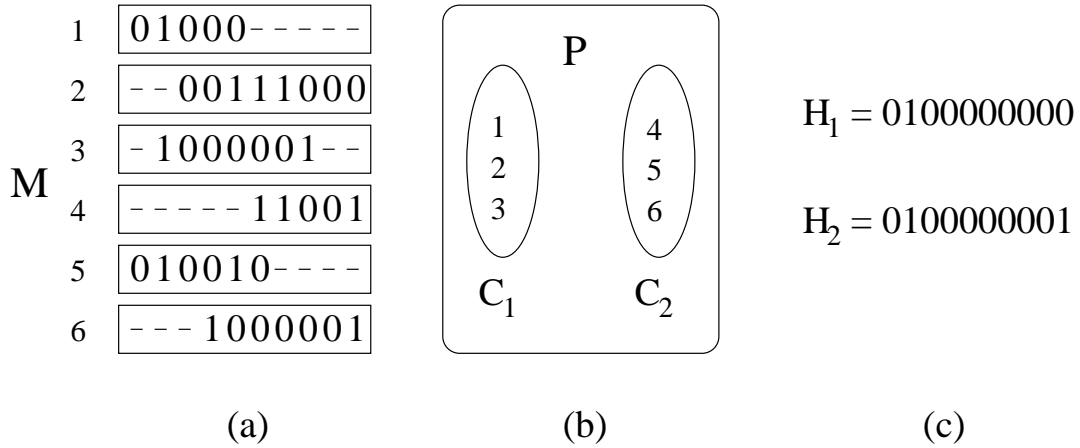 M
1 01000-----
2 --00111000
3 -1000001--
4 -----11001
5 010010----
6 ---1000001
(a)
P
1
2
3
C1
4
5
6
C2
(b)
H1 = 0100000000
H2 = 0100000001
(c)